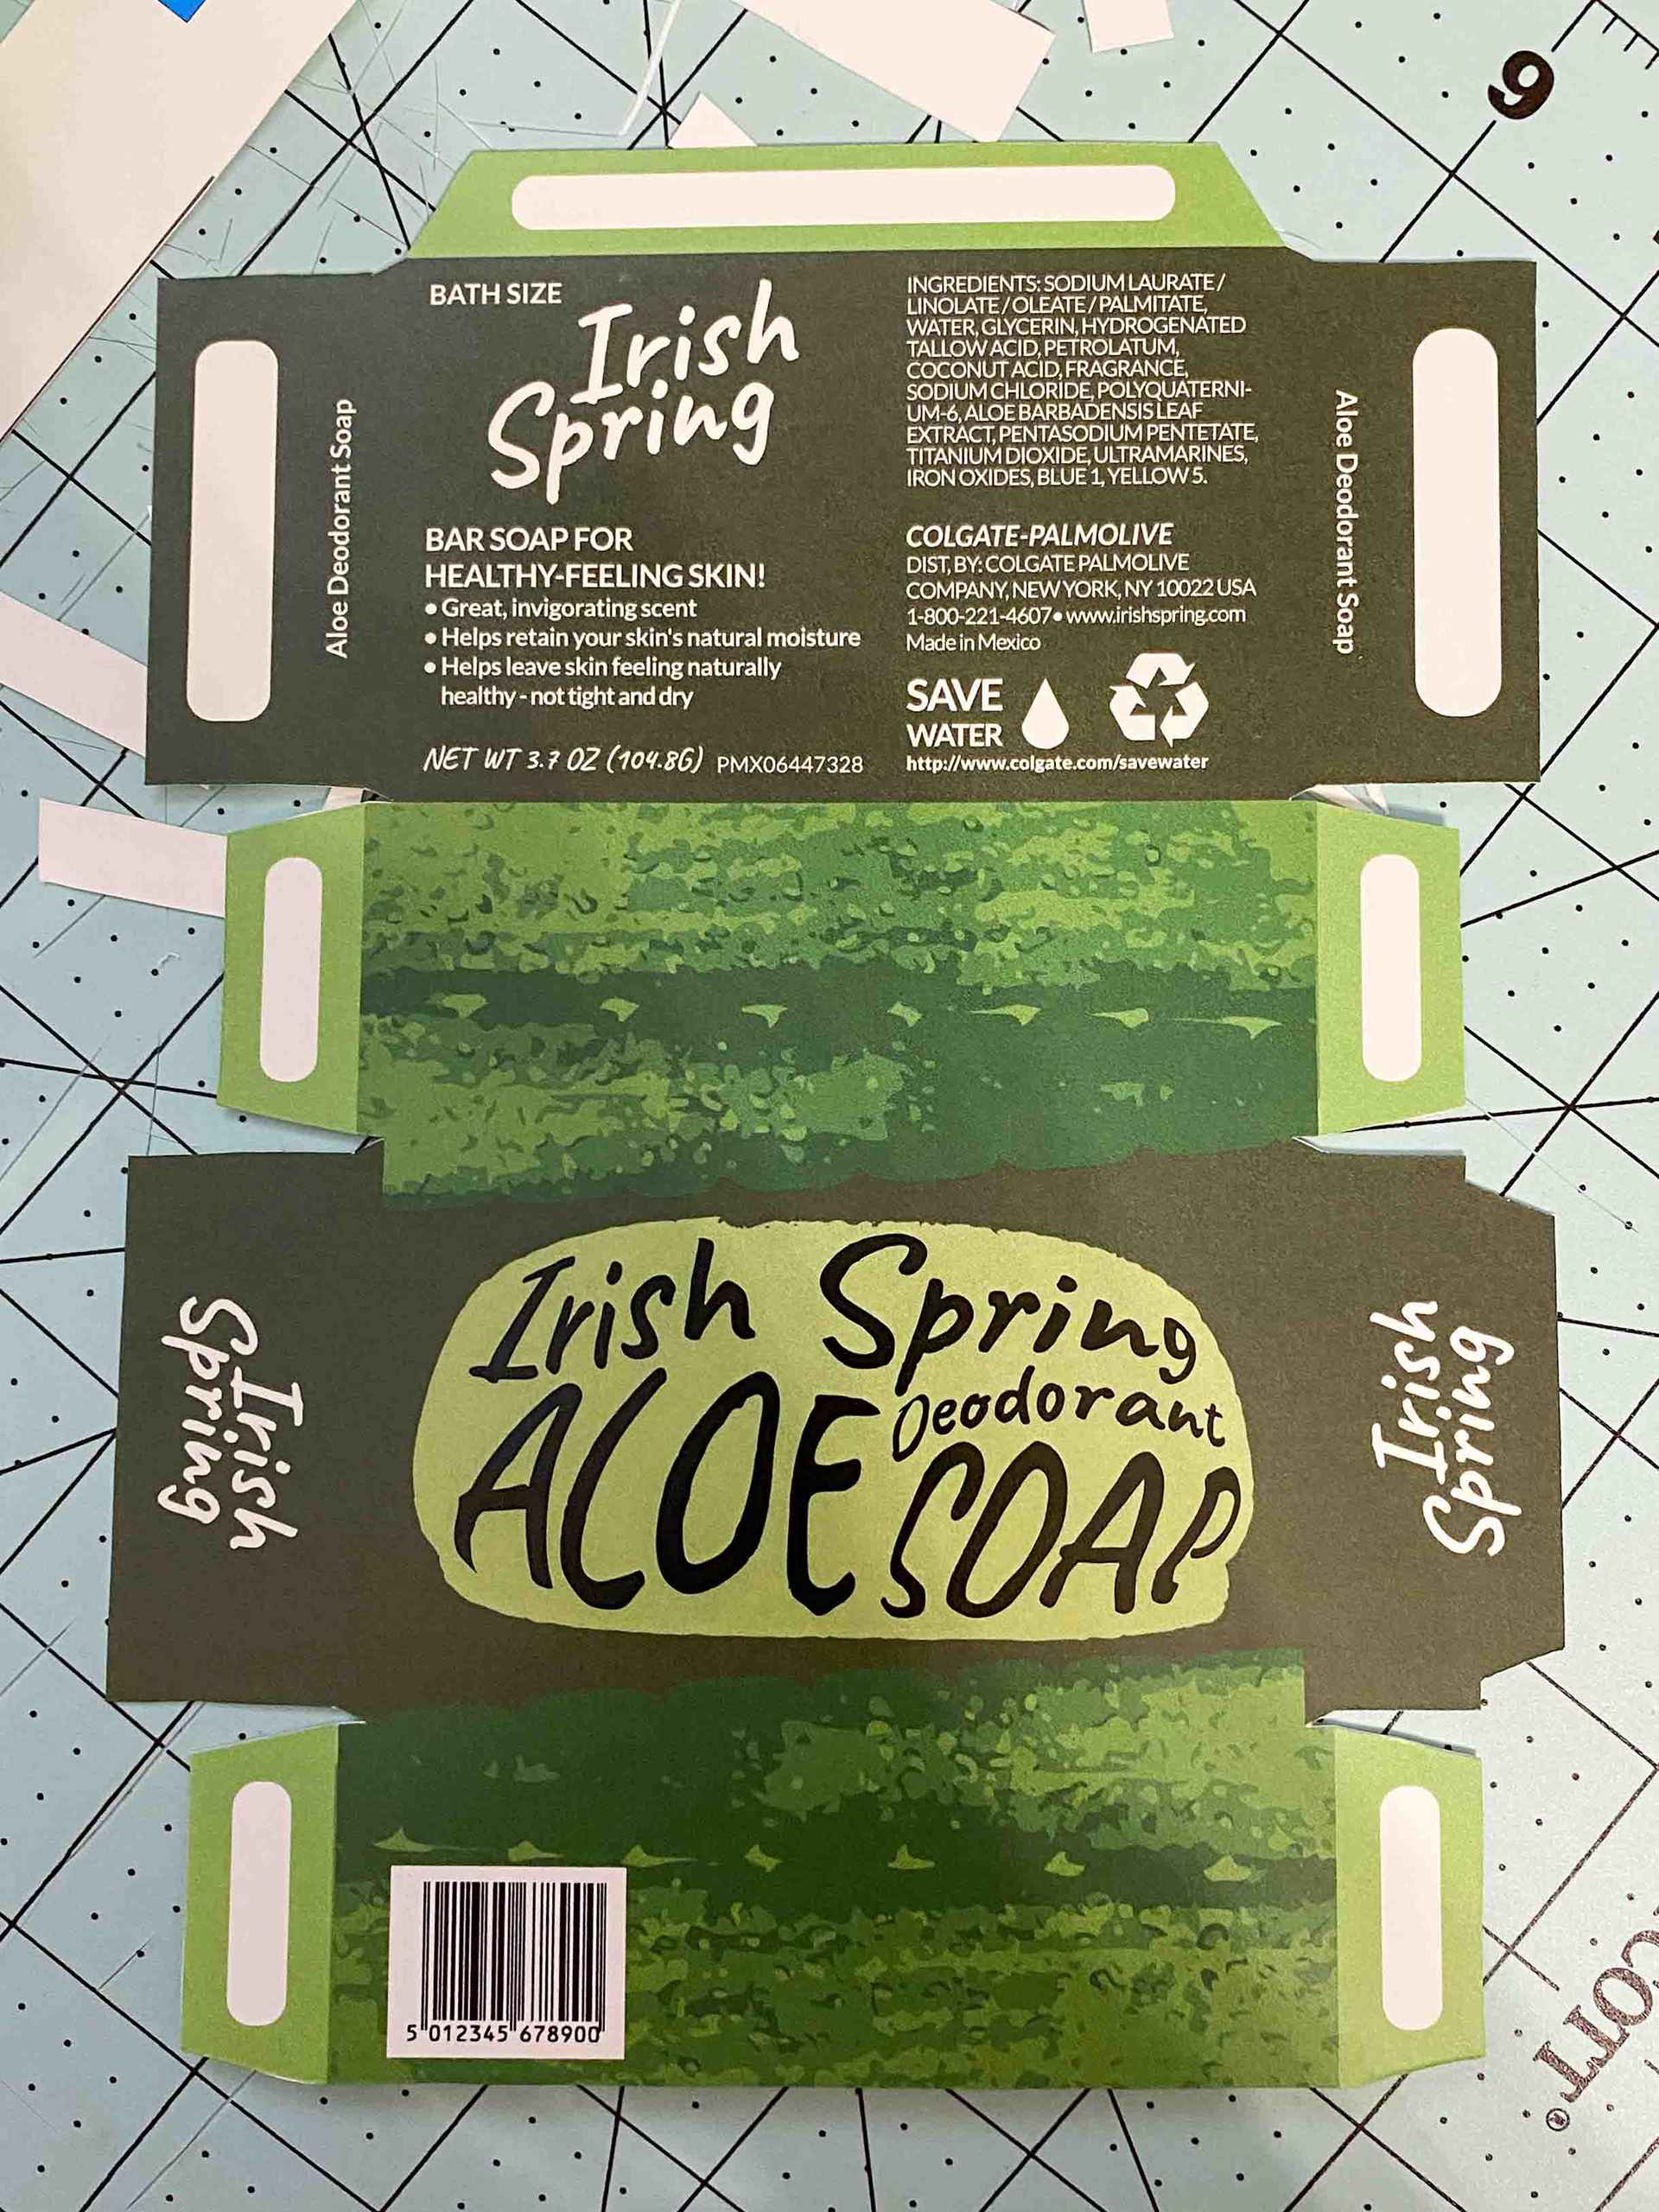 9
BATH SIZE
Irish
Spring
BAR SOAP FOR
HEALTHY-FEELING SKIN!
• Great, invigorating scent
• Helps retain your skin's natural moisture
• Helps leave skin feeling naturally
healthy - not tight and dry
NET WT 3.7 OZ (104.8G) PMX06447328
INGREDIENTS: SODIUM LAURATE /
LINOLATE / OLEATE / PALMITATE,
WATER, GLYCERIN, HYDROGENATED
TALLOW ACID, PETROLATUM,
COCONUT ACID, FRAGRANCE,
SODIUM CHLORIDE, POLYQUATERNI-
UM-6, ALOE BARBADENSIS LEAF
EXTRACT, PENTASODIUM PENTETATE,
TITANIUM DIOXIDE, ULTRAMARINES,
IRON OXIDES, BLUE 1, YELLOW 5.
COLGATE-PALMOLIVE
DIST, BY: COLGATE PALMOLIVE
COMPANY, NEW YORK, NY 10022 USA
1-800-221-4607• www.irishspring.com
Made in Mexico
SAVE
WATER
http://www.colgate.com/savewater
Aloe Deodorant Soap
Aloe Deodorant Soap
Irish Spring
Deodorant
ALOE SOAP
Irish
Spring
Irish
Spring
5 012345 678900